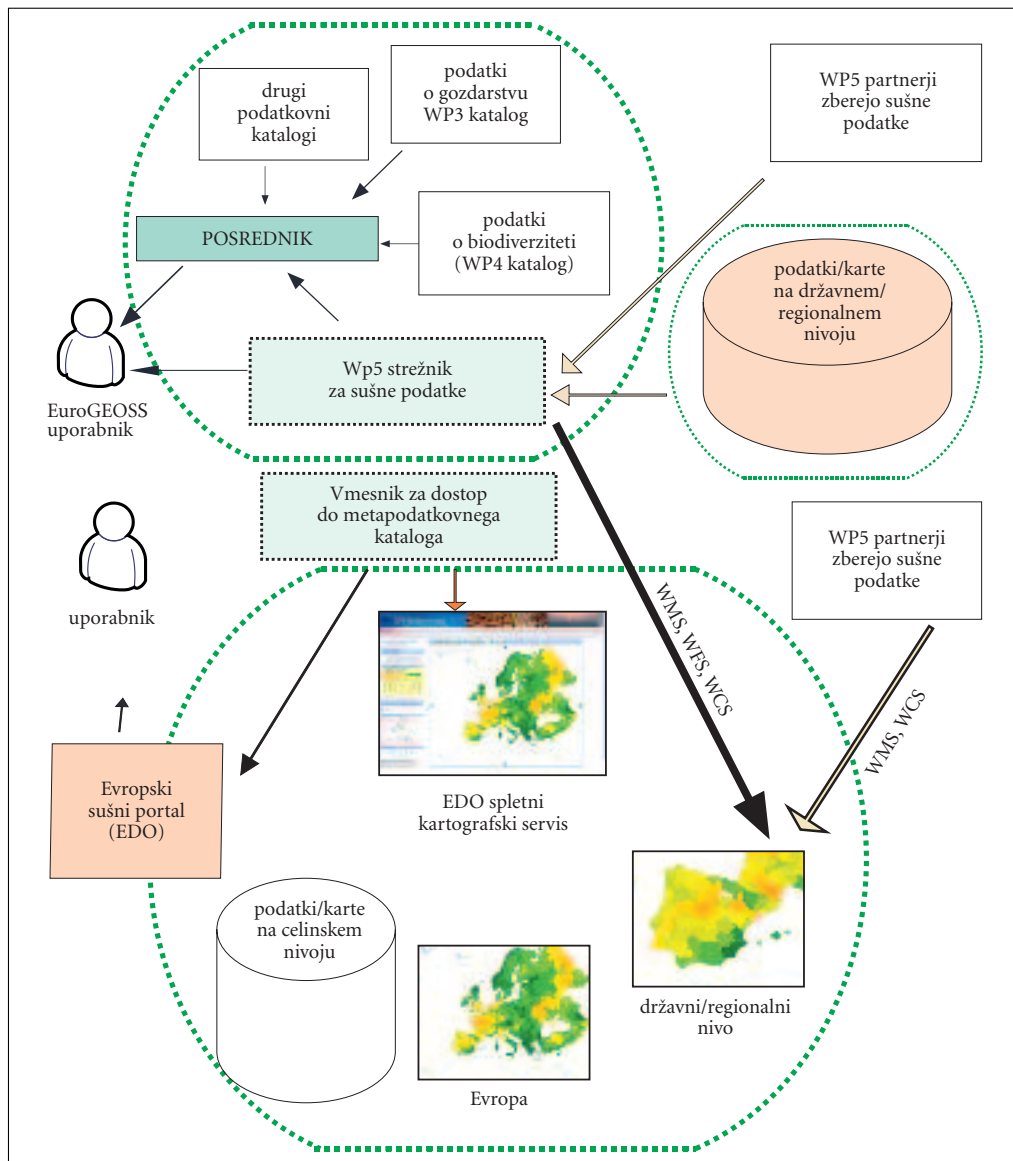 drugi
podatkovni
katalogi
podatki
o gozdarstvu
WP3 katalog
WP5 partnerji
zberejo sušne
podatke
POSREDNIK
podatki
o biodiverziteti
(WP4 katalog)
podatki/karte
na državnem/
regionalnem
nivoju
Wp5 strežnik
za sušne podatke
EuroGEOSS
uporabnik
Vmesnik za dostop
do metapodatkovnega
kataloga
WP5 partnerji
zberejo sušne
podatke
uporabnik
WMS, WFS, WCS
WMS, WCS
Evropski
sušni portal
(EDO)
EDO spletni
kartografski servis
podatki/karte
na celinskem
nivoju
državni/regionalni
nivo
Evropa